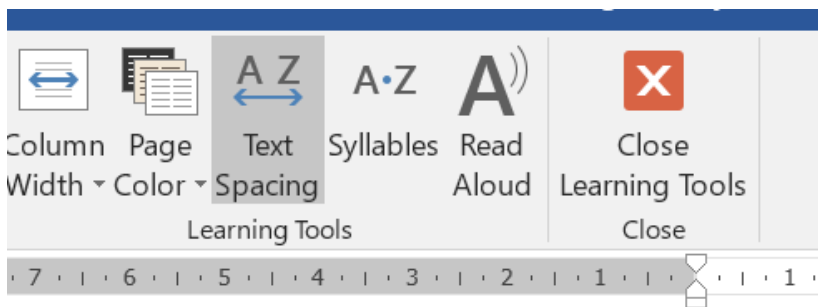 A Z
A·Z
A
Column Width
Page Color
Text Spacing
Syllables
Read Aloud
Close Learning Tools
Learning Tools
Close
7 6 5 4 3 2 1 1